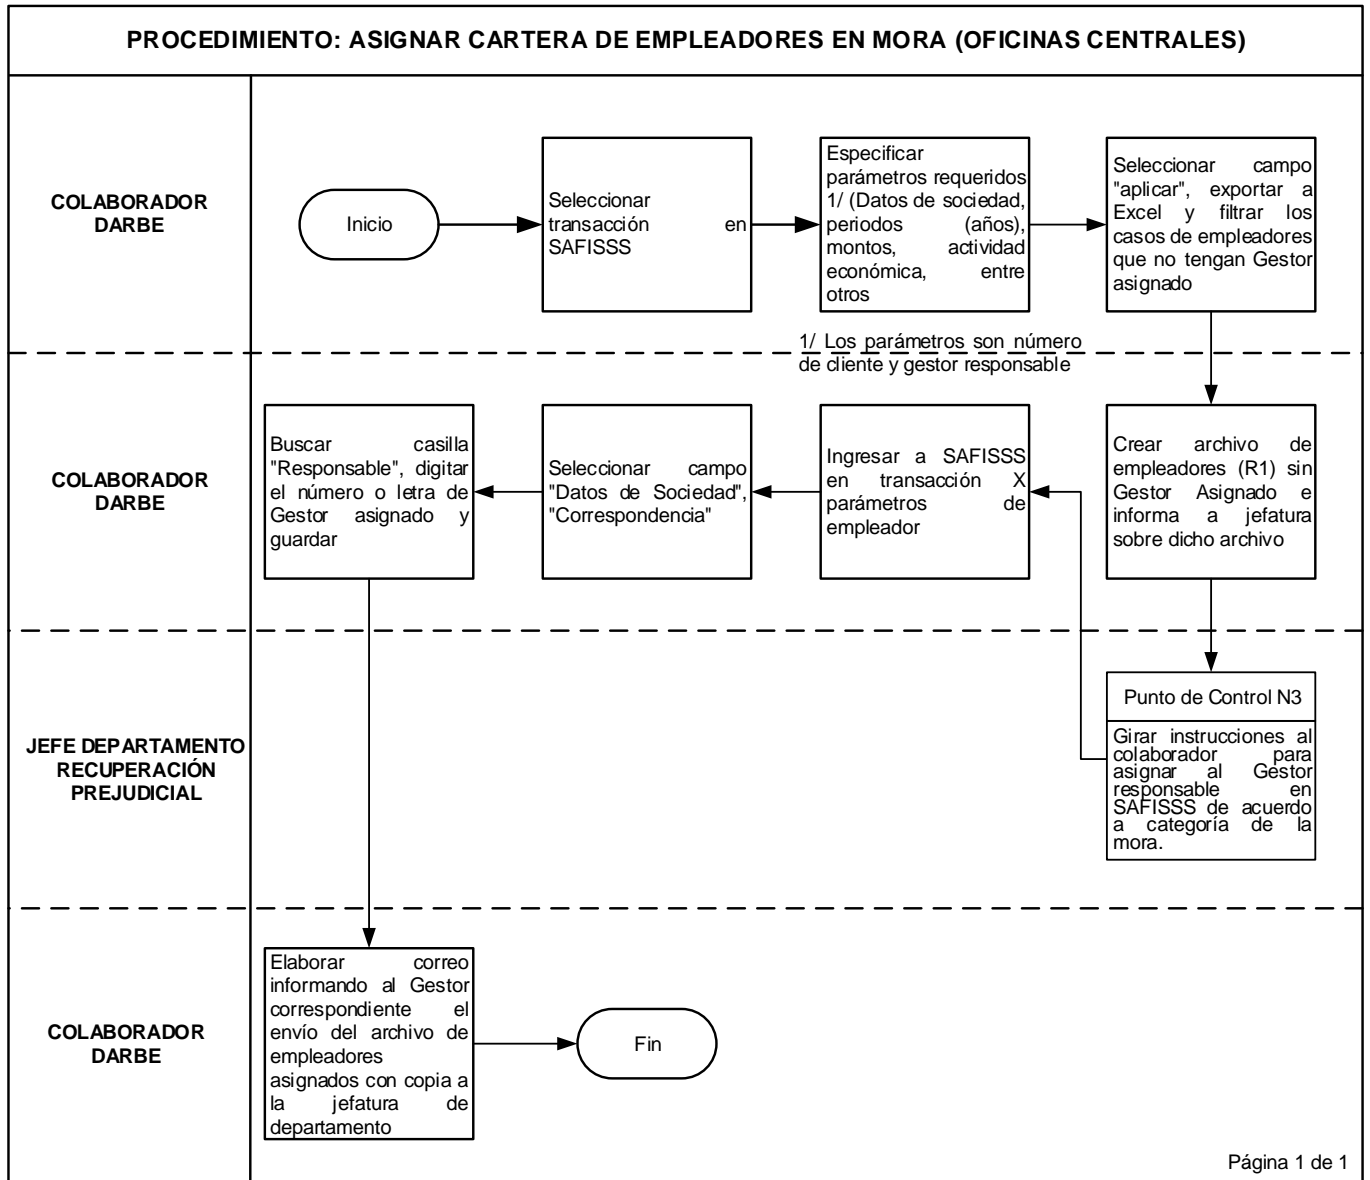 PROCEDIMIENTO: ASIGNAR CARTERA DE EMPLEADORES EN MORA (OFICINAS CENTRALES)
COLABORADOR
DARBE
Inicio
Seleccionar
transacción en
SAFISSS
Especificar
parámetros requeridos
1/ (Datos de sociedad,
periodos (años),
montos, actividad
económica, entre
otros
Seleccionar campo
"aplicar", exportar a
Excel y filtrar los
casos de empleadores
que no tengan Gestor
asignado
1/ Los parámetros son número
de cliente y gestor responsable
COLABORADOR
DARBE
Buscar casilla
"Responsable", digitar
el número o letra de
Gestor asignado y
guardar
Seleccionar campo
"Datos de Sociedad",
"Correspondencia"
Ingresar a SAFISSS
en transacción X
parámetros de
empleador
Crear archivo de
empleadores (R1) sin
Gestor Asignado e
informa a jefatura
sobre dicho archivo
JEFE DEPARTAMENTO
RECUPERACIÓN
PREJUDICIAL
Punto de Control N3
Girar instrucciones al
colaborador para
asignar al Gestor
responsable en
SAFISSS de acuerdo
a categoría de la
mora.
COLABORADOR
DARBE
Elaborar correo
informando al Gestor
correspondiente el
envío del archivo de
empleadores
asignados con copia a
la jefatura de
departamento
Fin
Página 1 de 1